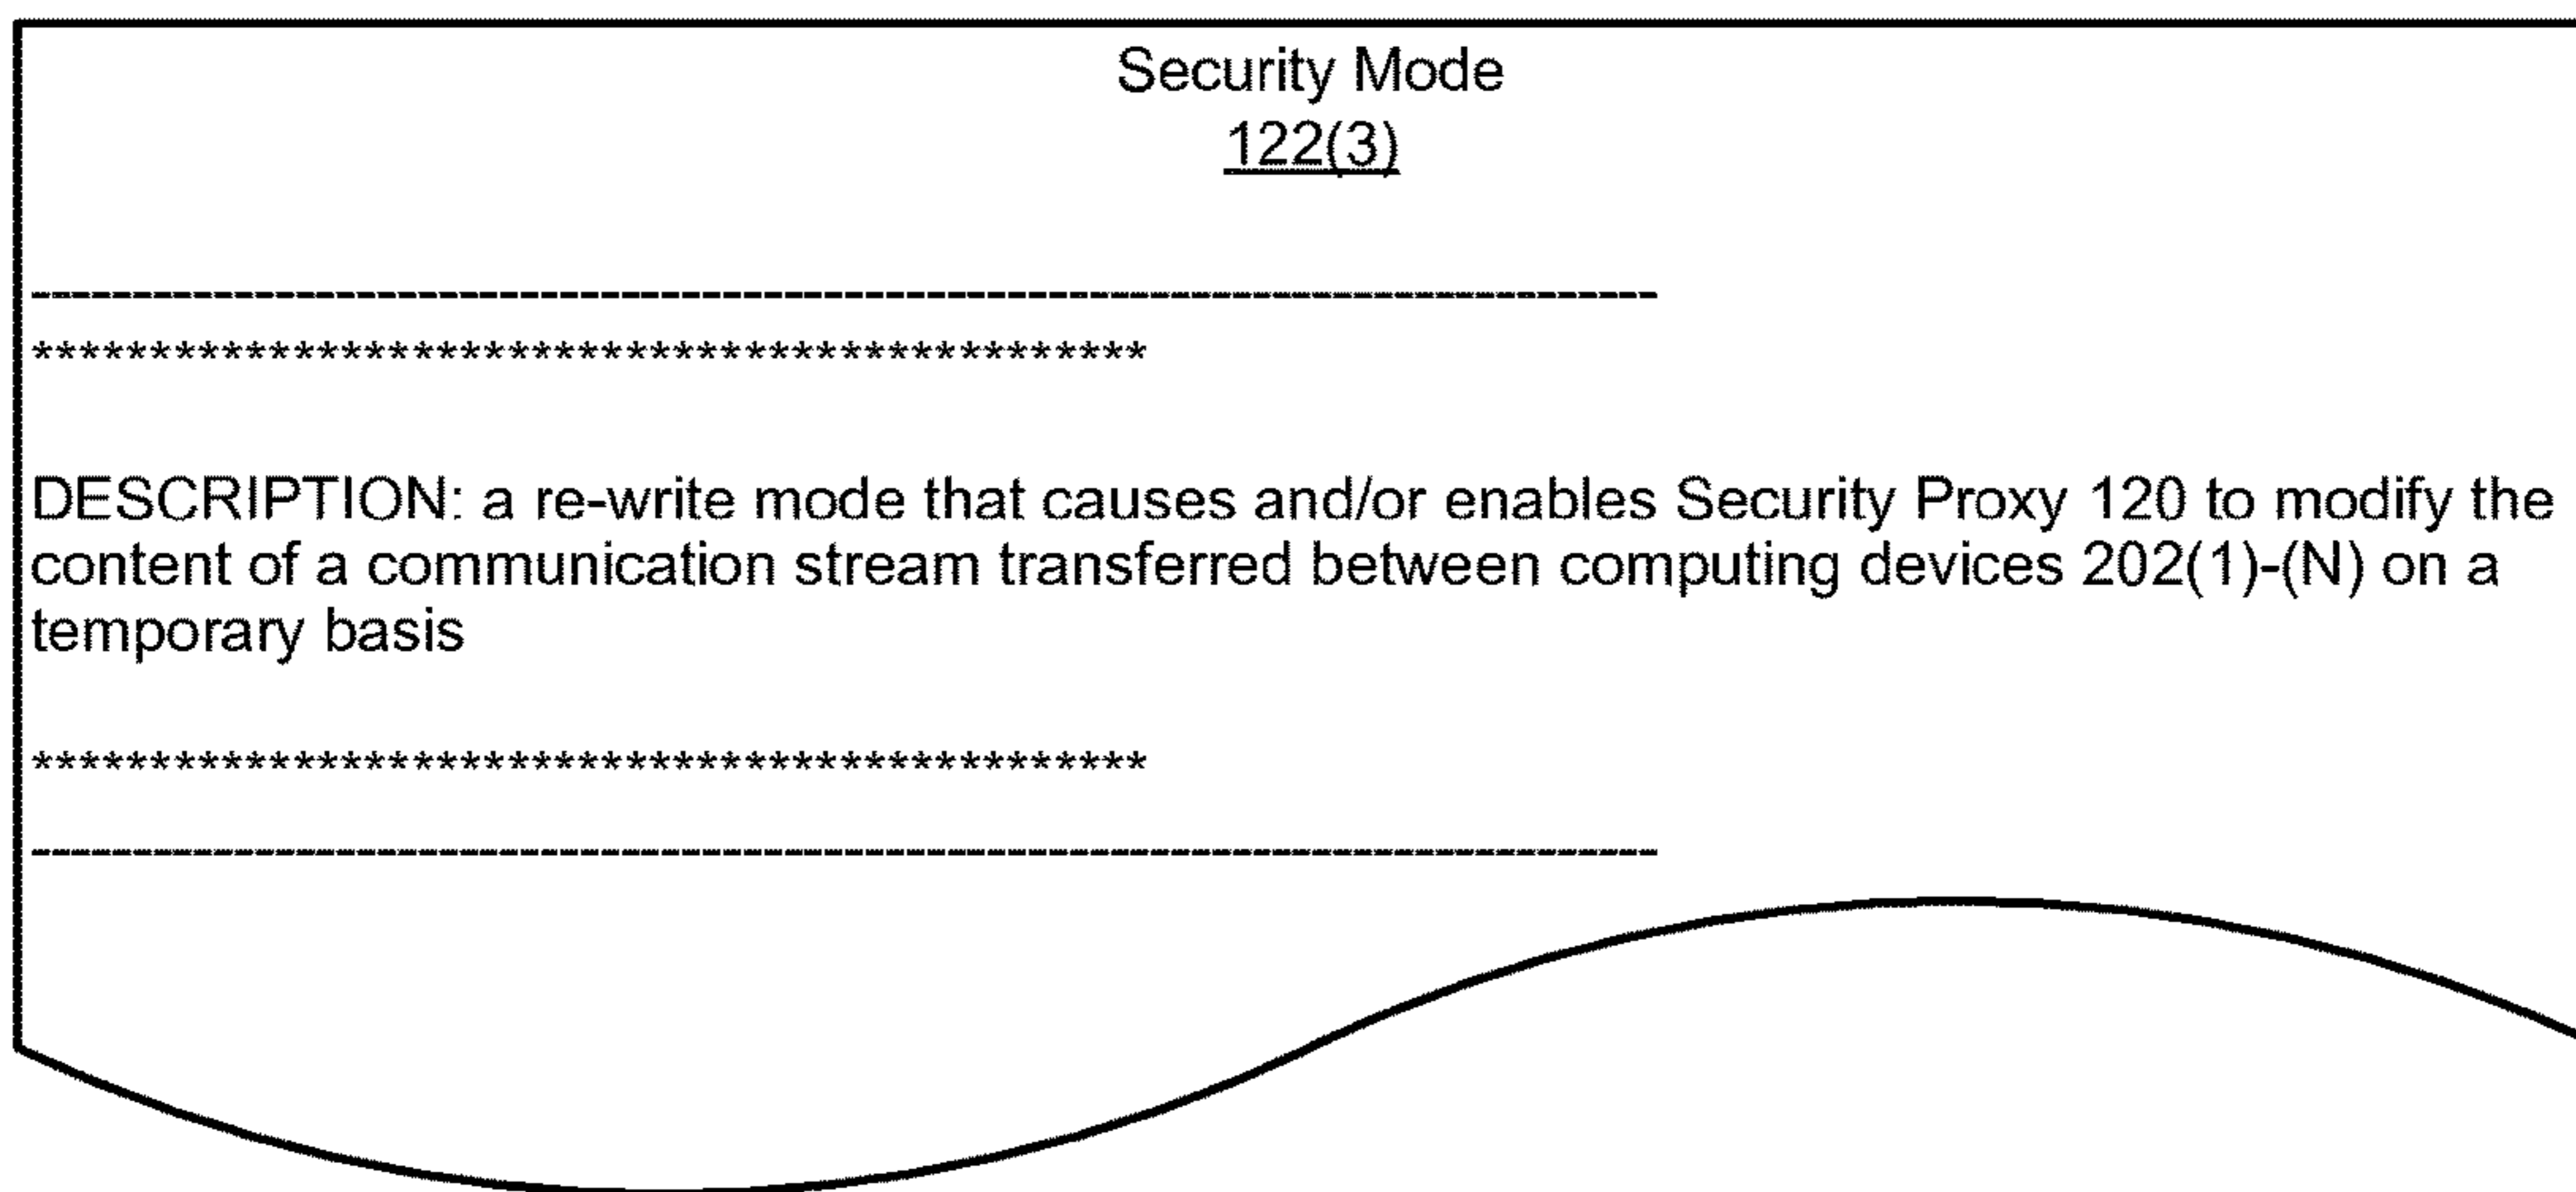 Security Mode
122(3)
--------------------------------------------------------------------------------
***********************************************
DESCRIPTION: a re-write mode that causes and/or enables Security Proxy 120 to modify the
content of a communication stream transferred between computing devices 202(1)-(N) on a
temporary basis
***********************************************
--------------------------------------------------------------------------------